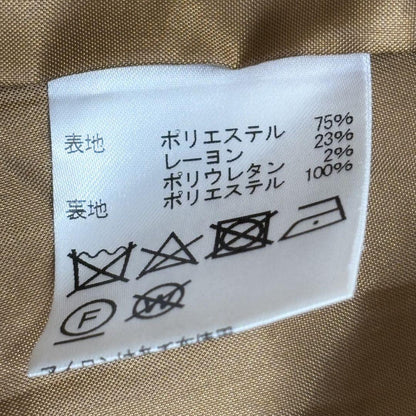 表地 ポリエステル 75%
レーヨン 23%
ポリウレタン 2%
裏地 ポリエステル 100%
F
W